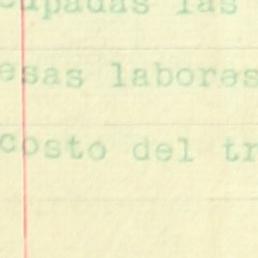 cupadas las
esas labores
costo del tr